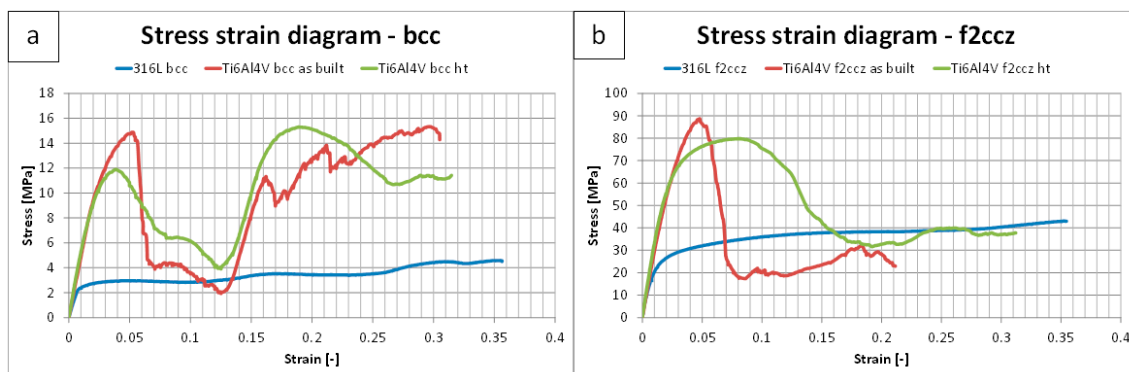 a
Stress strain diagram - bcc
316L bcc Ti6Al4V bcc as built Ti6Al4V bcc ht
18
16
14
12
10
8
6
4
2
0
Stress [MPa]
0 0.05 0.1 0.15 0.2 0.25 0.3 0.35 0.4
Strain [-]
b
Stress strain diagram - f2ccz
316L f2ccz Ti6Al4V f2ccz as built Ti6Al4V f2ccz ht
100
90
80
70
60
50
40
30
20
10
0
Stress [MPa]
0 0.05 0.1 0.15 0.2 0.25 0.3 0.35 0.4
Strain [-]